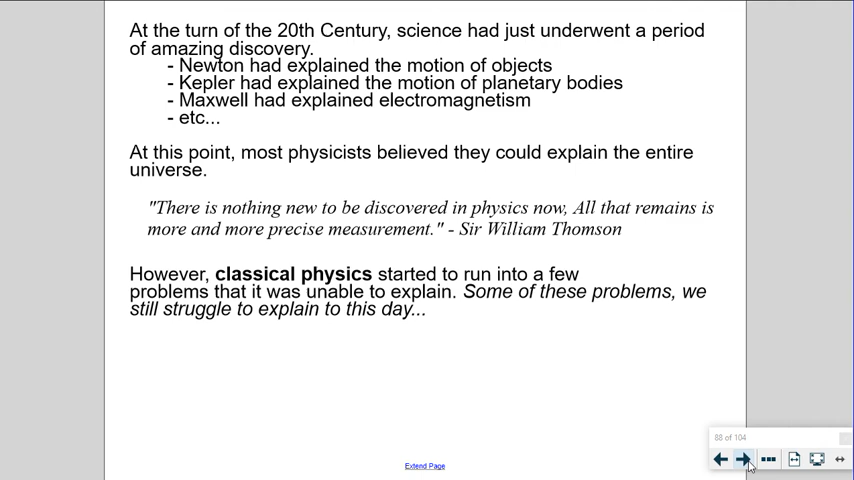 At the turn of the 20th Century, science had just underwent a period
of amazing discovery.
- Newton had explained the motion of objects
- Kepler had explained the motion of planetary bodies
- Maxwell had explained electromagnetism
- etc...
At this point, most physicists believed they could explain the entire
universe.
"There is nothing new to be discovered in physics now, All that remains is
more and more precise measurement." - Sir William Thomson
However, classical physics started to run into a few
problems that it was unable to explain. Some of these problems, we
still struggle to explain to this day...
88 of 104
Extend Page